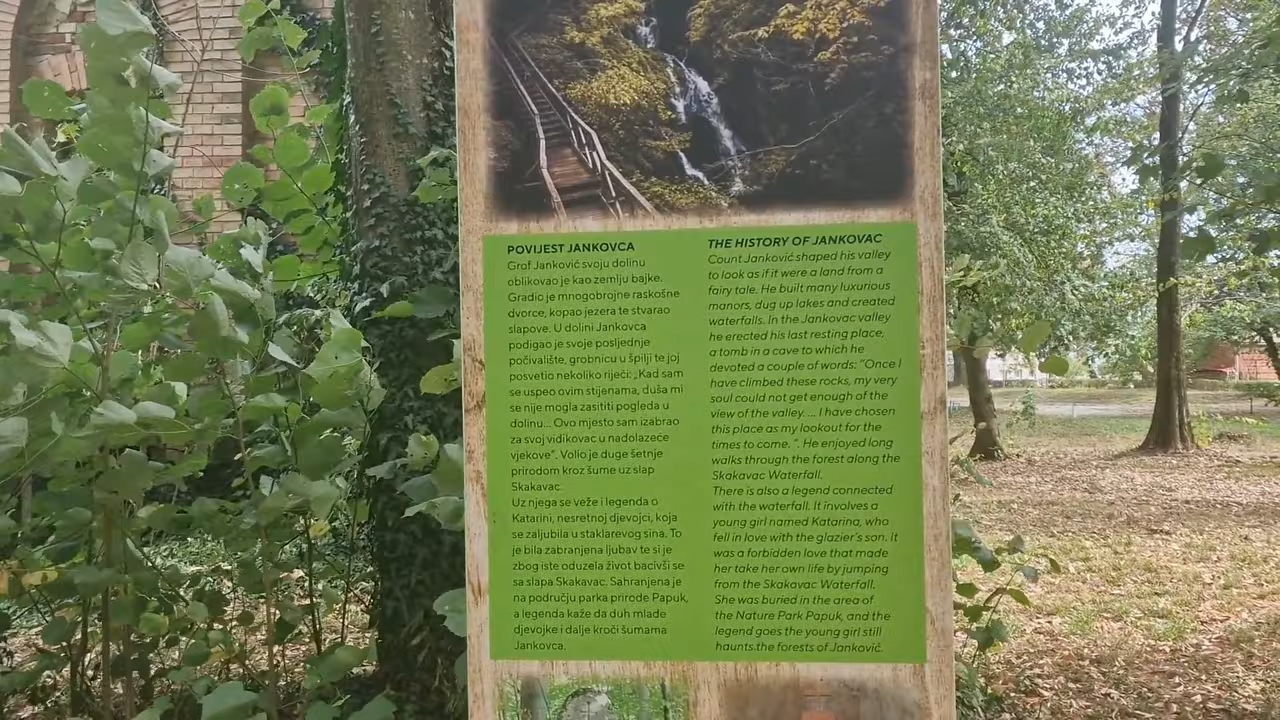 POVIJEST JANKOVCA
Grof Janković svoju dolinu
oblikovao je kao zemlju bajke.
Gradio je mnogobrojne raskošne
dvorce, kopao jezera te stvarao
slapove. U dolini Jankovca
podigao je svoje posljednje
počivalište, grobnicu u špilji te joj
posvetio nekoliko riječi: „Kad sam
se uspeo ovim stijenama, duša mi
se nije mogla zasititi pogleda u
dolinu... Ovo mjesto sam izabrao
za svoj vidikovac u nadolazeće
vjekove”. Volio je duge šetnje
prirodom kroz šume uz slap
Skakavac.
Uz njega se veže i legenda o
Katarini, nesretnoj djevojci, koja
se zaljubila u staklarevog sina. To
je bila zabranjena ljubav te si je
zbog iste oduzela život bacivši se
sa slapa Skakavac. Sahranjena je
na području parka prirode Papuk,
a legenda kaže da duh mlade
djevojke i dalje kroči šumama
Jankovca.
THE HISTORY OF JANKOVAC
Count Janković shaped his valley
to look as if it were a land from a
fairy tale. He built many luxurious
manors, dug up lakes and created
waterfalls. In the Jankovac valley
he erected his last resting place,
a tomb in a cave to which he
devoted a couple of words: “Once I
have climbed these rocks, my very
soul could not get enough of the
view of the valley. ... I have chosen
this place as my lookout for the
times to come. ”. He enjoyed long
walks through the forest along the
Skakavac Waterfall.
There is also a legend connected
with the waterfall. It involves a
young girl named Katarina, who
fell in love with the glazier's son. It
was a forbidden love that made
her take her own life by jumping
from the Skakavac Waterfall.
She was buried in the area of
the Nature Park Papuk, and the
legend goes the young girl still
haunts the forests of Janković.